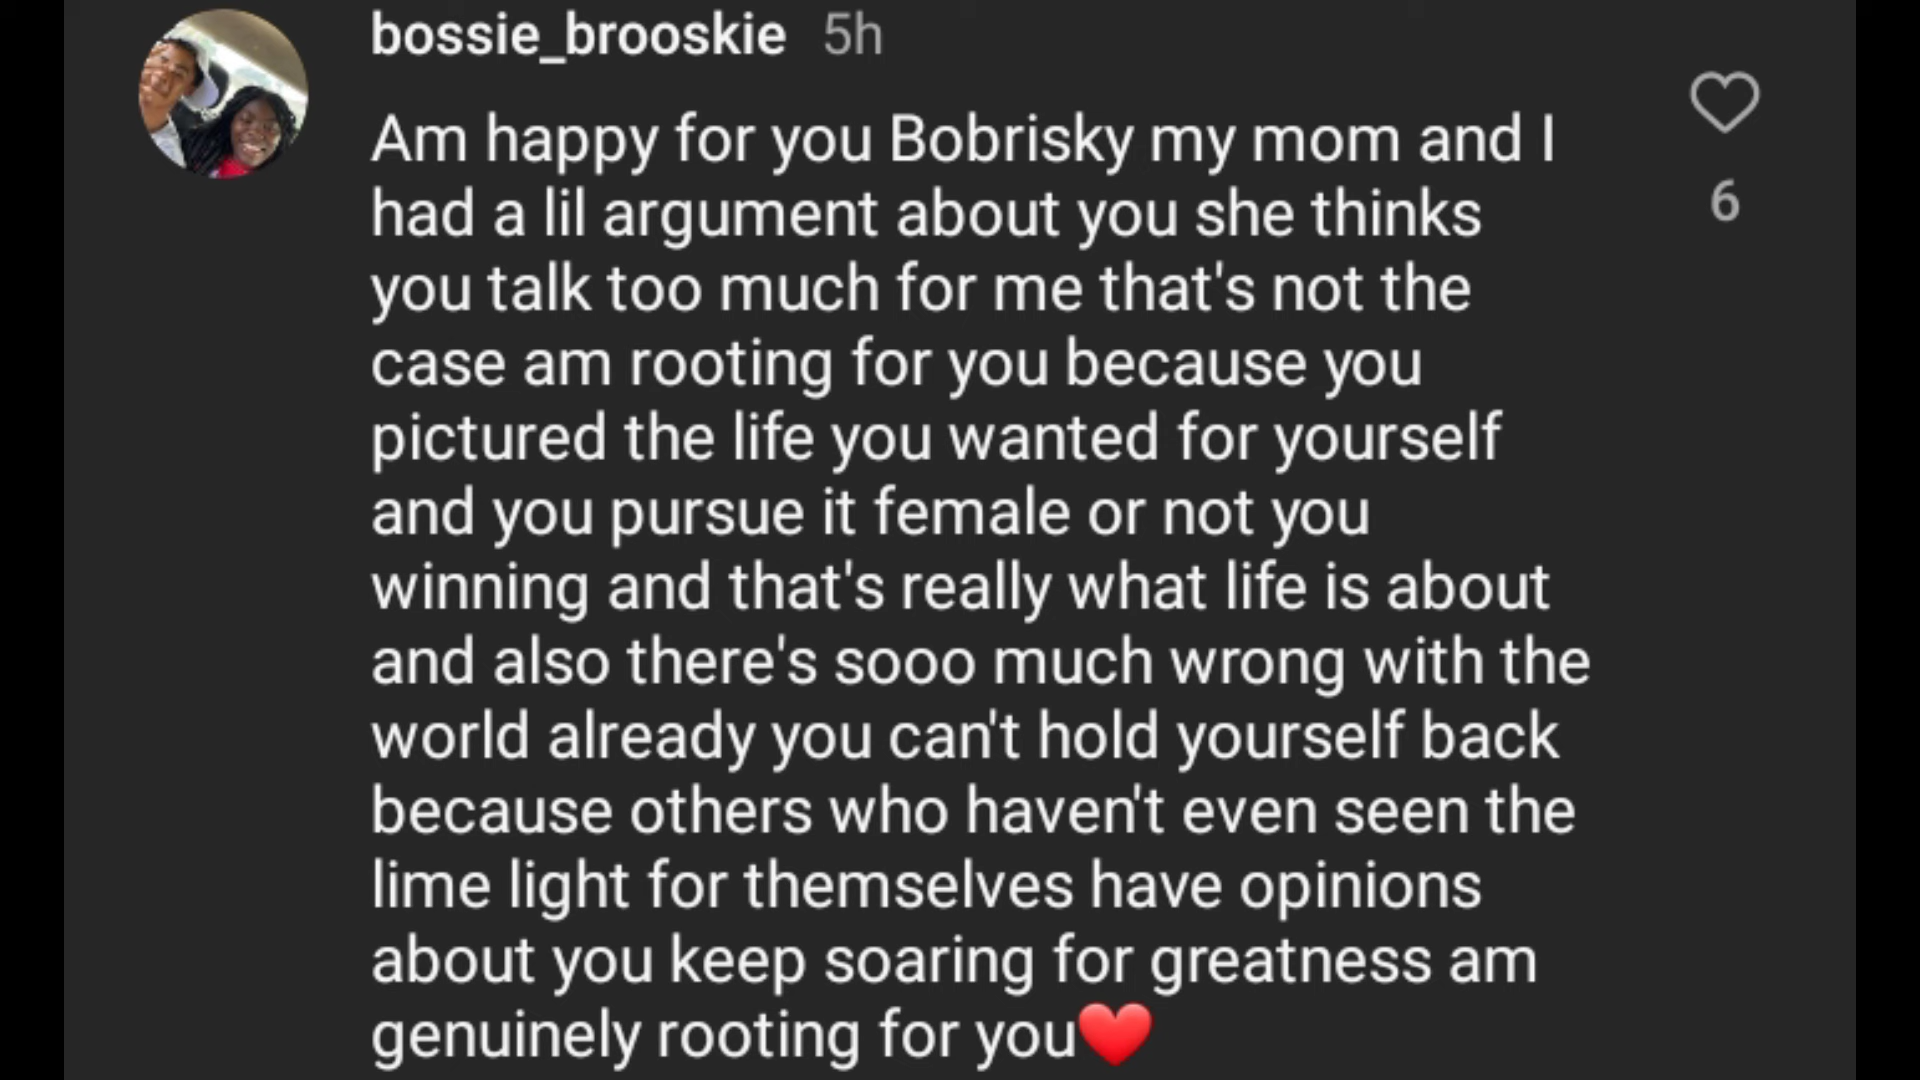 bossie_brooskie 5h
Am happy for you Bobrisky my mom and I
had a lil argument about you she thinks
you talk too much for me that's not the
case am rooting for you because you
pictured the life you wanted for yourself
and you pursue it female or not you
winning and that's really what life is about
and also there's sooo much wrong with the
world already you can't hold yourself back
because others who haven't even seen the
lime light for themselves have opinions
about you keep soaring for greatness am
genuinely rooting for you❤️
6